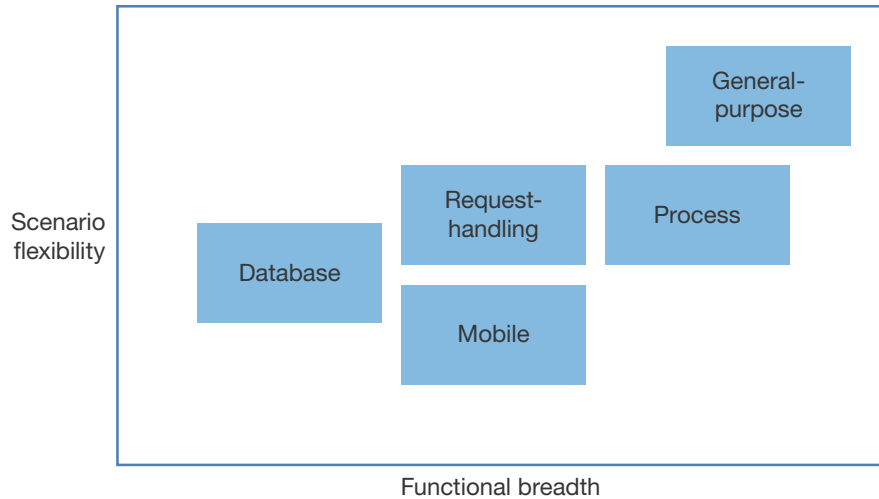 General-
purpose
Request-
handling
Process
Scenario
flexibility
Database
Mobile
Functional breadth